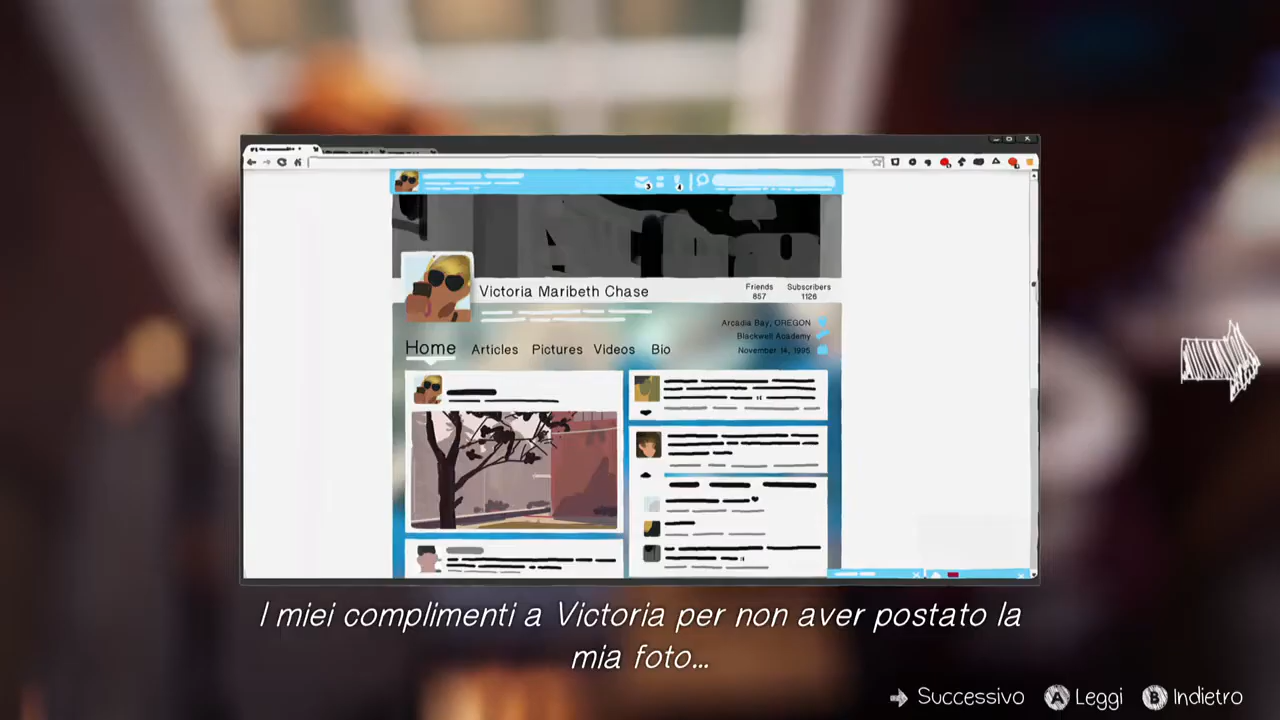 Victoria Maribeth Chase
Friends
857
Subscribers
1126
Arcadia Bay, OREGON
Blackwell Academy
November 14, 1995
Home Articles Pictures Videos Bio
I miei complimenti a Victoria per non aver postato la
mia foto...
Successivo A Leggi B Indietro